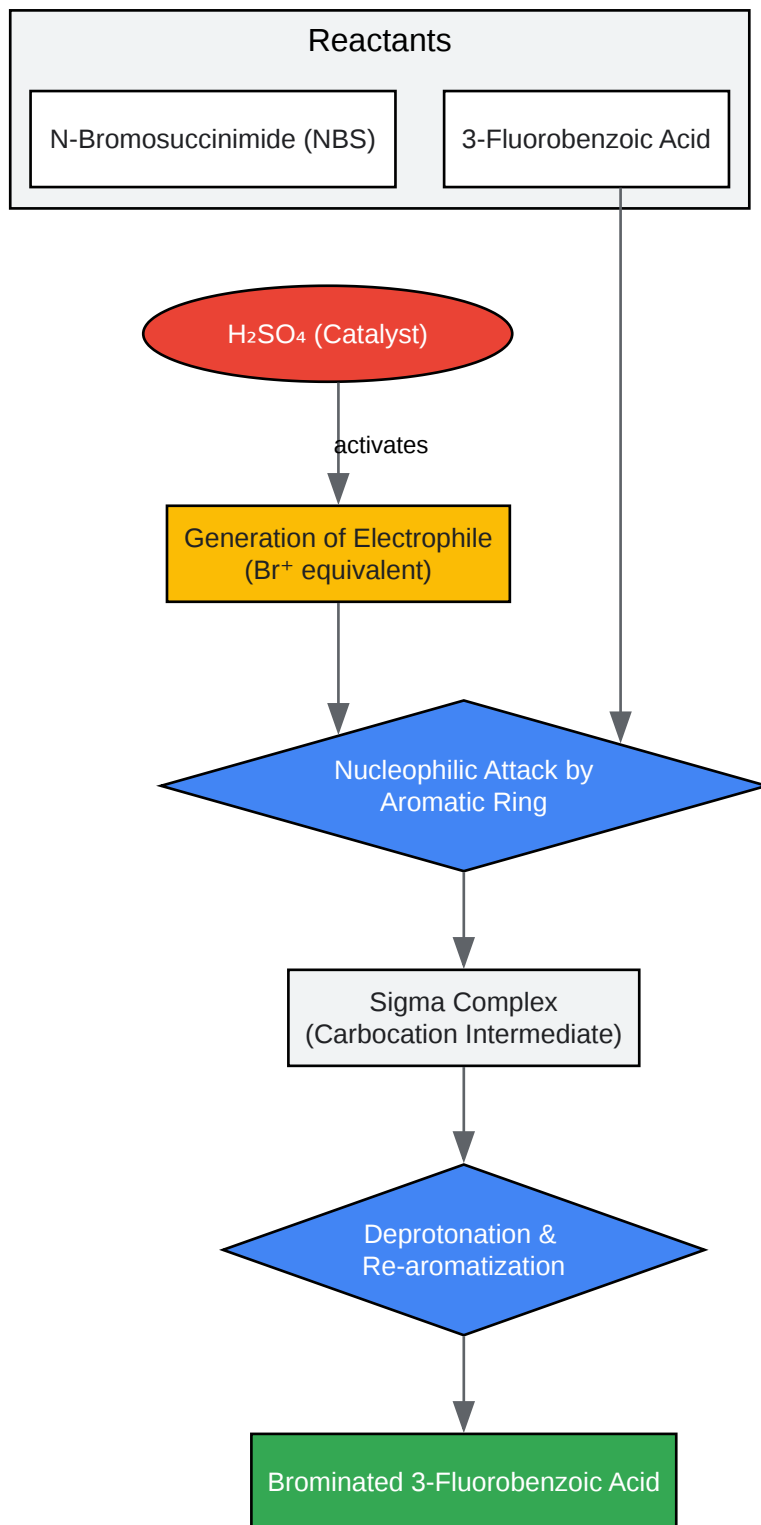 Reactants
N-Bromosuccinimide (NBS)
3-Fluorobenzoic Acid
H₂SO₄ (Catalyst)
activates
Generation of Electrophile
(Br⁺ equivalent)
Nucleophilic Attack by
Aromatic Ring
Sigma Complex
(Carbocation Intermediate)
Deprotonation &
Re-aromatization
Brominated 3-Fluorobenzoic Acid